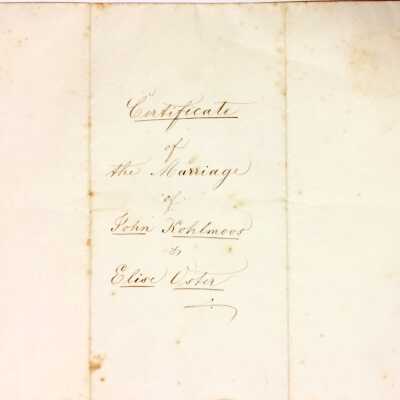 Certificate
of
the Marriage
of
John Kohlmoos
&
Elise Oster